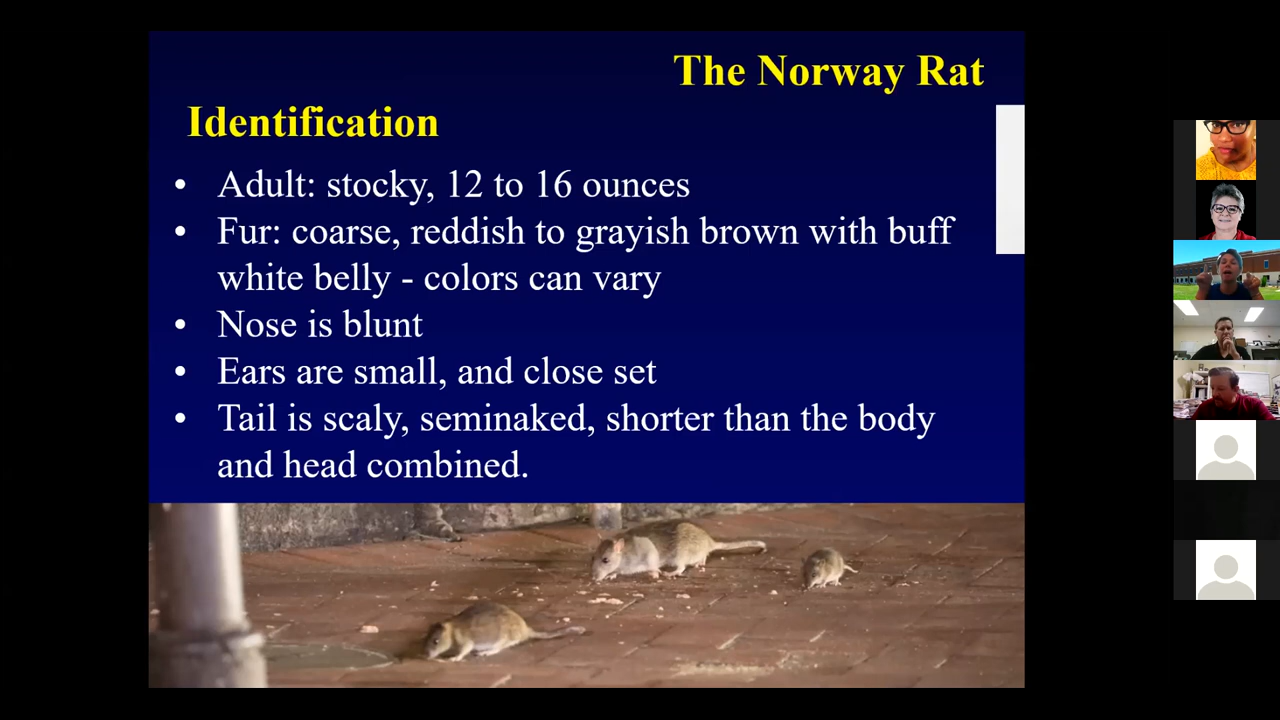 The Norway Rat
Identification
• Adult: stocky, 12 to 16 ounces
• Fur: coarse, reddish to grayish brown with buff
white belly - colors can vary
• Nose is blunt
• Ears are small, and close set
• Tail is scaly, seminaked, shorter than the body
and head combined.